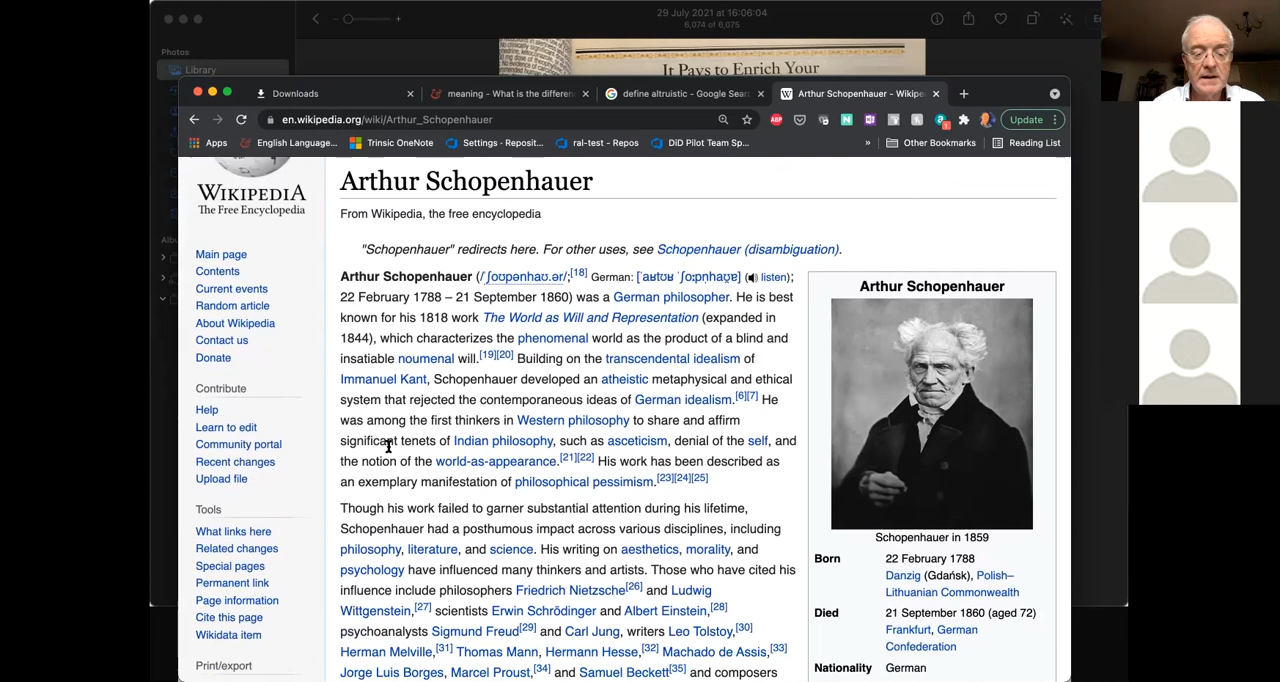 29 July 2021 at 16:06:04
6,074 of 6,075
Photos
Library
It Pays to Enrich Your
Downloads
meaning - What is the differen
define altruistic - Google Sear
Arthur Schopenhauer - Wikipe
en.wikipedia.org/wiki/Arthur_Schopenhauer
Update
Apps
English Language...
Trinsic OneNote
Settings - Reposit...
ral-test - Repos
DiD Pilot Team Sp...
»
Other Bookmarks
Reading List
WIKIPEDIA
The Free Encyclopedia
Main page
Contents
Current events
Random article
About Wikipedia
Contact us
Donate
Contribute
Help
Learn to edit
Community portal
Recent changes
Upload file
Tools
What links here
Related changes
Special pages
Permanent link
Page information
Cite this page
Wikidata item
Print/export
Arthur Schopenhauer
From Wikipedia, the free encyclopedia
"Schopenhauer" redirects here. For other uses, see Schopenhauer (disambiguation).
Arthur Schopenhauer (/ˈʃoʊpənhaʊ.ər/;[18] German: [ˈaʁtuɐ ˈʃoːpn̩haʊ̯ɐ] (listen);
22 February 1788 – 21 September 1860) was a German philosopher. He is best
known for his 1818 work The World as Will and Representation (expanded in
1844), which characterizes the phenomenal world as the product of a blind and
insatiable noumenal will.[19][20] Building on the transcendental idealism of
Immanuel Kant, Schopenhauer developed an atheistic metaphysical and ethical
system that rejected the contemporaneous ideas of German idealism.[6][7] He
was among the first thinkers in Western philosophy to share and affirm
significant tenets of Indian philosophy, such as asceticism, denial of the self, and
the notion of the world-as-appearance.[21][22] His work has been described as
an exemplary manifestation of philosophical pessimism.[23][24][25]
Though his work failed to garner substantial attention during his lifetime,
Schopenhauer had a posthumous impact across various disciplines, including
philosophy, literature, and science. His writing on aesthetics, morality, and
psychology have influenced many thinkers and artists. Those who have cited his
influence include philosophers Friedrich Nietzsche[26] and Ludwig
Wittgenstein,[27] scientists Erwin Schrödinger and Albert Einstein,[28]
psychoanalysts Sigmund Freud[29] and Carl Jung, writers Leo Tolstoy,[30]
Herman Melville,[31] Thomas Mann, Hermann Hesse,[32] Machado de Assis,[33]
Jorge Luis Borges, Marcel Proust,[34] and Samuel Beckett[35] and composers
Arthur Schopenhauer
Schopenhauer in 1859
Born 22 February 1788
Danzig (Gdańsk), Polish–
Lithuanian Commonwealth
Died 21 September 1860 (aged 72)
Frankfurt, German
Confederation
Nationality German